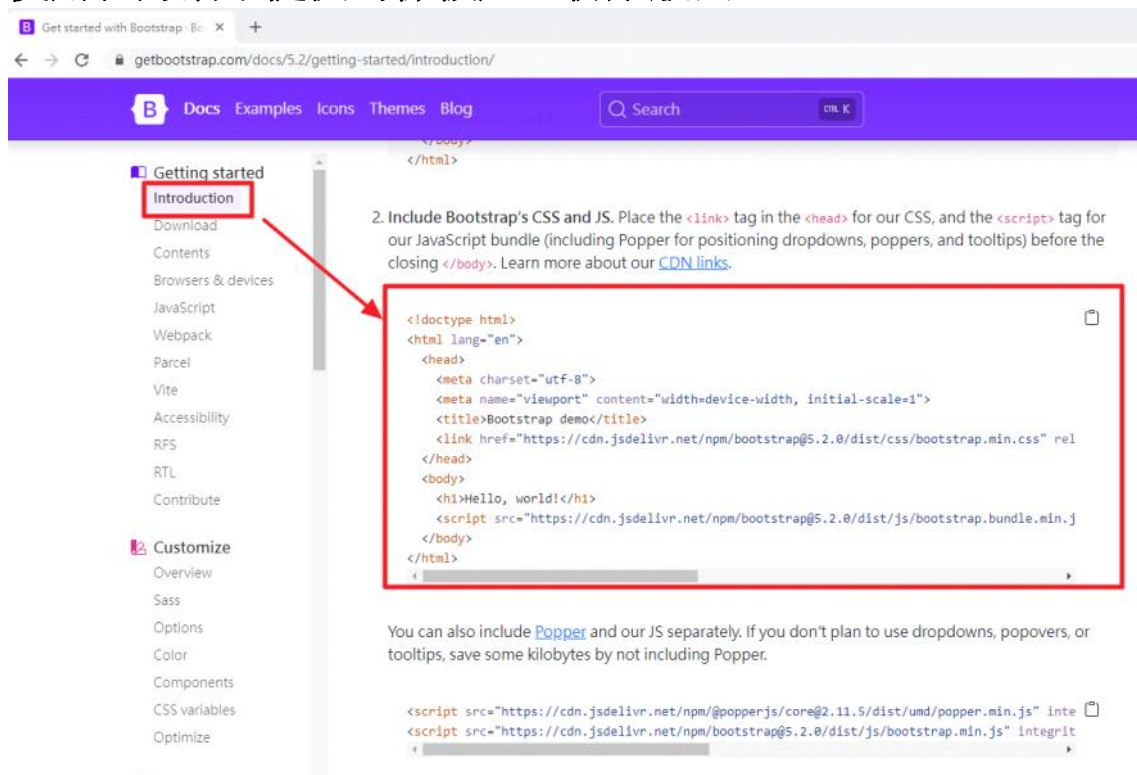 Get started with Bootstrap · Bo
getbootstrap.com/docs/5.2/getting-started/introduction/
B Docs Examples Icons Themes Blog Search CTRL K
</body>
</html>
Getting started
Introduction
Download
Contents
Browsers & devices
JavaScript
Webpack
Parcel
Vite
Accessibility
RFS
RTL
Contribute
Customize
Overview
Sass
Options
Color
Components
CSS variables
Optimize
2. Include Bootstrap's CSS and JS. Place the <link> tag in the <head> for our CSS, and the <script> tag for
our JavaScript bundle (including Popper for positioning dropdowns, poppers, and tooltips) before the
closing </body>. Learn more about our CDN links.
<!doctype html>
<html lang="en">
<head>
<meta charset="utf-8">
<meta name="viewport" content="width=device-width, initial-scale=1">
<title>Bootstrap demo</title>
<link href="https://cdn.jsdelivr.net/npm/bootstrap@5.2.0/dist/css/bootstrap.min.css" rel
</head>
<body>
<h1>Hello, world!</h1>
<script src="https://cdn.jsdelivr.net/npm/bootstrap@5.2.0/dist/js/bootstrap.bundle.min.j
</body>
</html>
You can also include Popper and our JS separately. If you don't plan to use dropdowns, popovers, or
tooltips, save some kilobytes by not including Popper.
<script src="https://cdn.jsdelivr.net/npm/@popperjs/core@2.11.5/dist/umd/popper.min.js" inte
<script src="https://cdn.jsdelivr.net/npm/bootstrap@5.2.0/dist/js/bootstrap.min.js" integrit